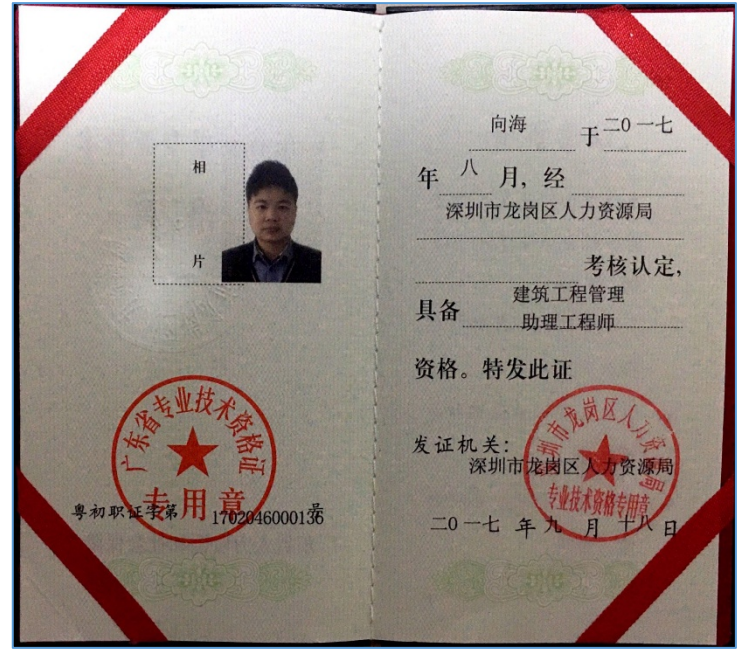 相
片
广东省专业技术资格证
专用章
粤初职证字第 1702046000136 号
向海 于 二0一七
年 八 月, 经
深圳市龙岗区人力资源局
考核认定,
具备 建筑工程管理
助理工程师
资格。特发此证
发证机关:
深圳市龙岗区人力资源局
深圳市龙岗区人力资源局
专业技术资格专用章
二0一七 年 九 月 十八 日